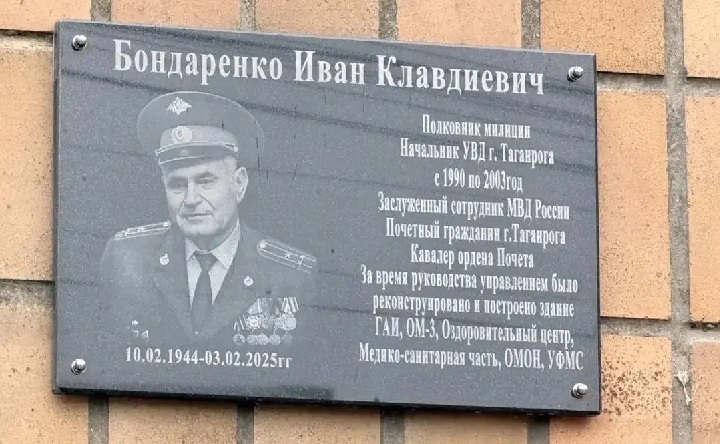 Бондаренко Иван Клавдиевич
Полковник милиции
Начальник УВД г. Таганрога
с 1990 по 2003год
Заслуженный сотрудник МВД России
Почетный гражданин г.Таганрога
Кавалер ордена Почета
За время руководства управлением было
реконструировано и построено здание
ГАИ, ОМ-3, Оздоровительный центр,
Медико-санитарная часть, ОМОН, УФМС
10.02.1944-03.02.2025гг